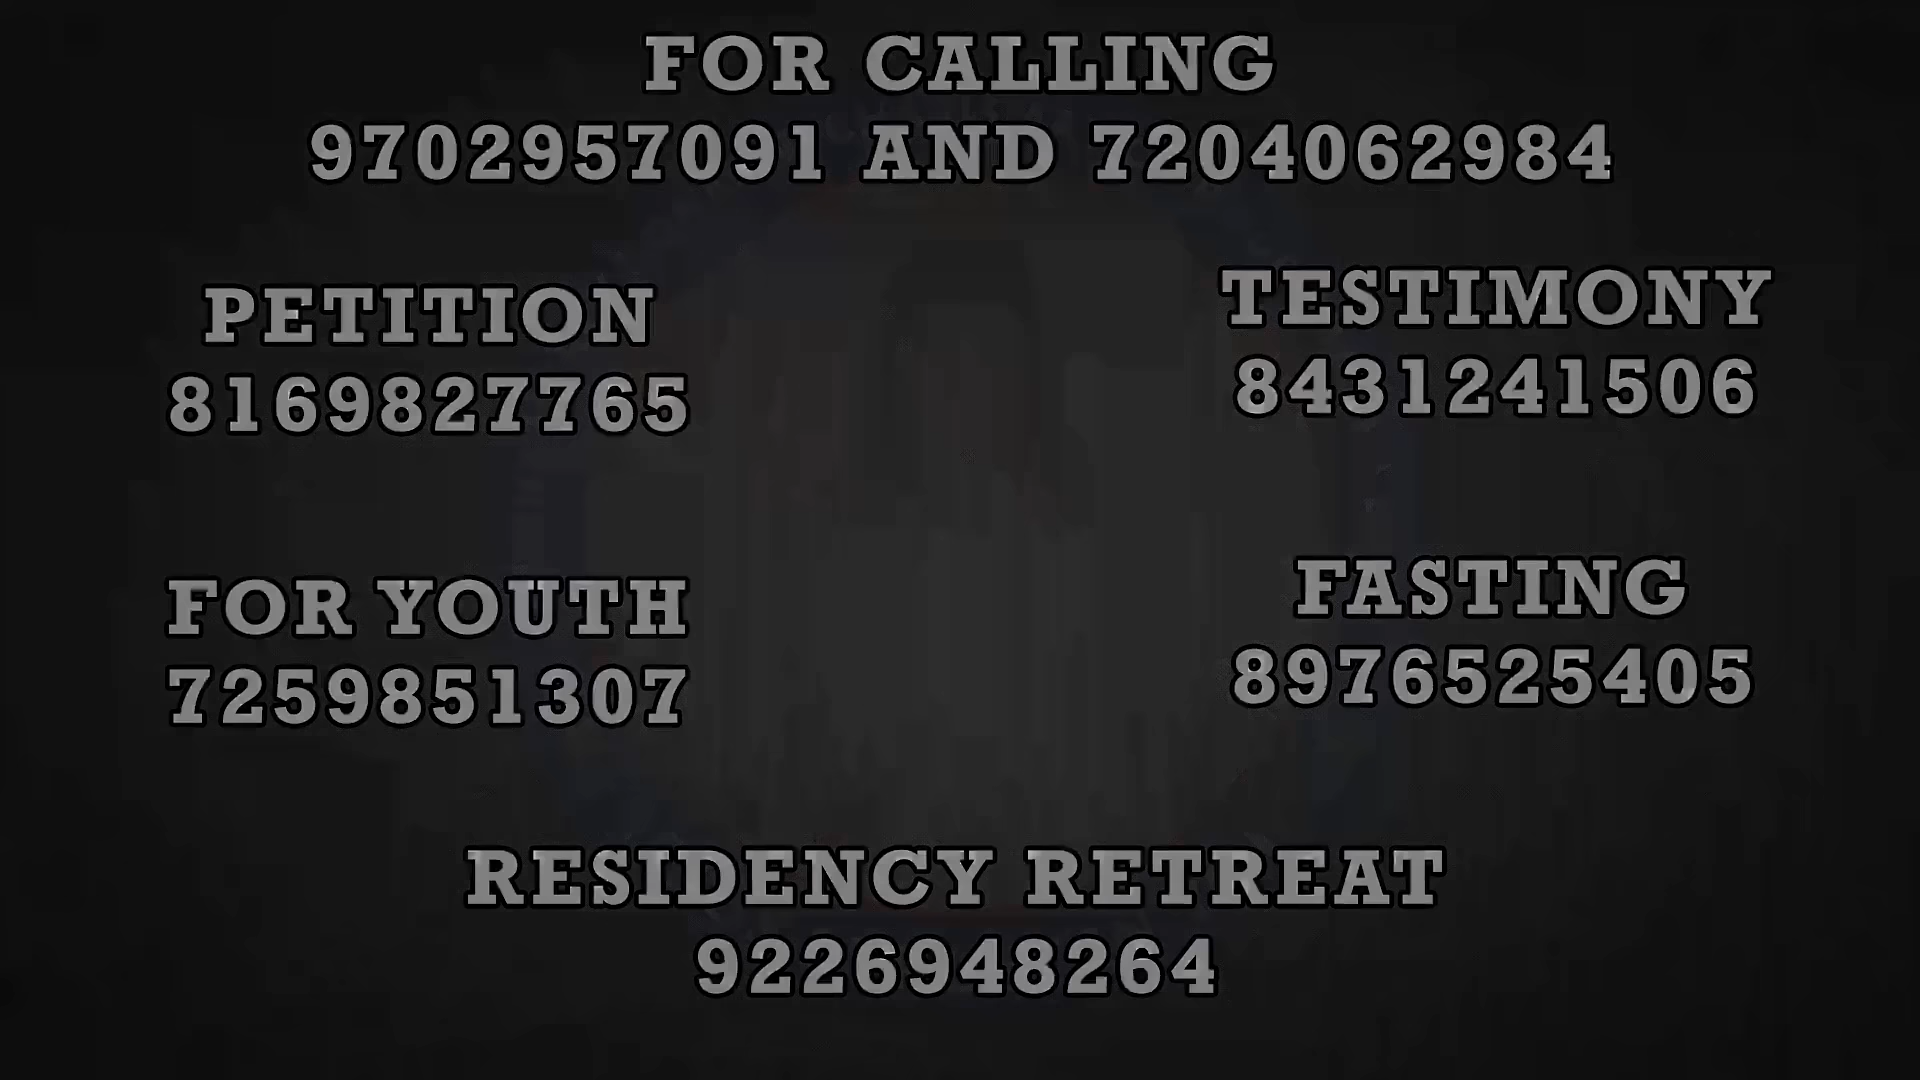 FOR CALLING
9702957091 AND 7204062984
PETITION
8169827765
TESTIMONY
8431241506
FOR YOUTH
7259851307
FASTING
8976525405
RESIDENCY RETREAT
9226948264